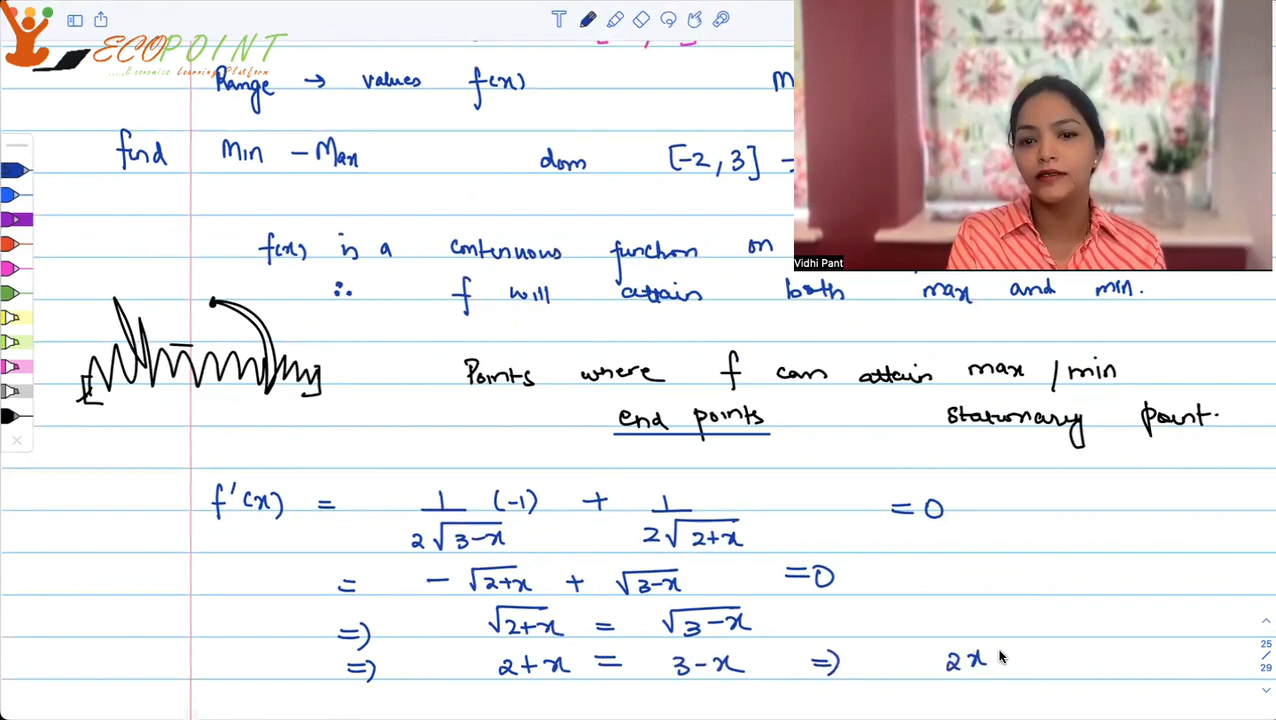 ECOPOINT
....Economics Learning Platform
Range → values f(x)
find Min – Max dom [-2, 3] -
Vidhi Pant
f(x) is a continuous function on
∴ f will attain both max and min.
Points where f can attain max / min
end points stationary point.
f'(x) = 1/(2√(3-x)) (-1) + 1/(2√(2+x)) = 0
= - √(2+x) + √(3-x) = 0
=> √(2+x) = √(3-x)
=> 2+x = 3-x => 2x
25
/
29